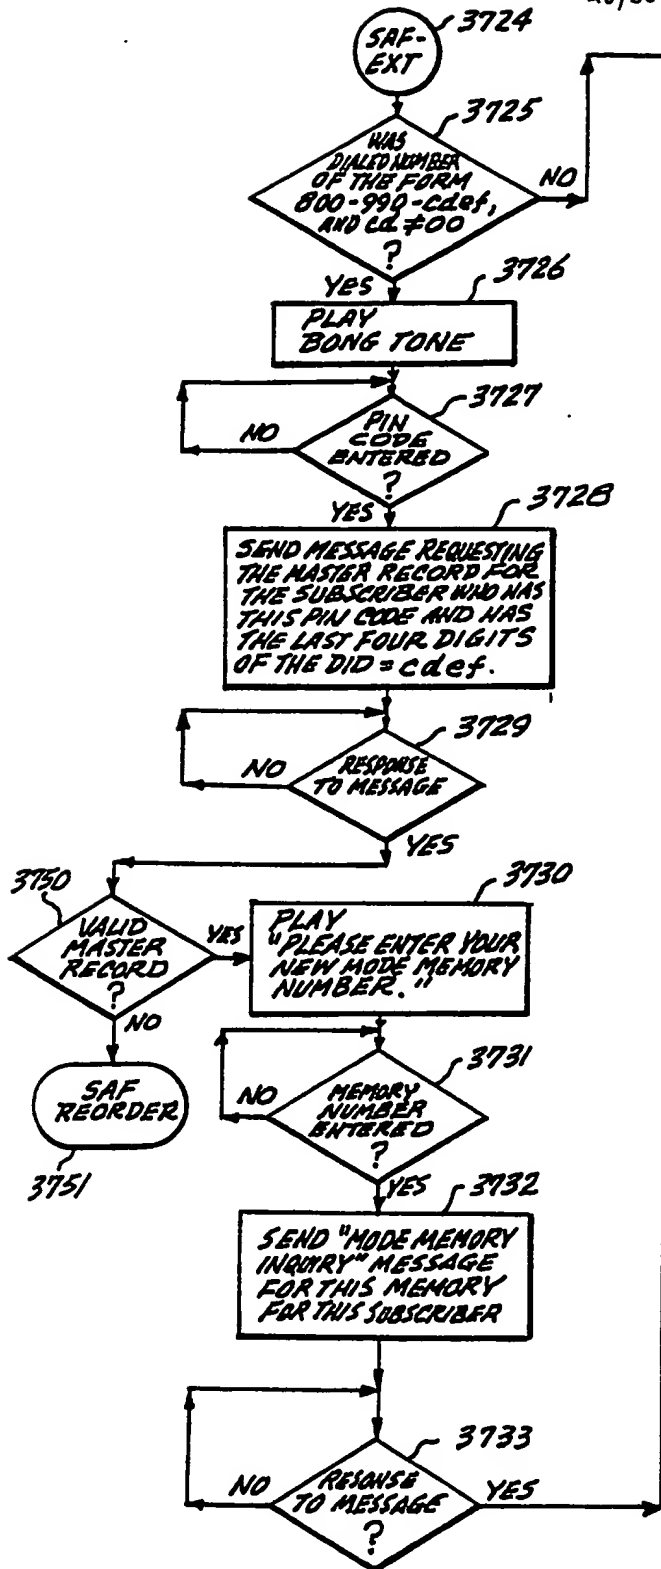 3724
SAF-
EXT
3725
WAS
DIALED NUMBER
OF THE FORM
800-990-cdef,
AND cd ≠ 00
?
NO
YES
3726
PLAY
BONG TONE
3727
PIN
CODE
ENTERED
?
NO
YES
3728
SEND MESSAGE REQUESTING
THE MASTER RECORD FOR
THE SUBSCRIBER WHO HAS
THIS PIN CODE AND HAS
THE LAST FOUR DIGITS
OF THE DID = cdef.
3729
RESPONSE
TO MESSAGE
NO
YES
3750
VALID
MASTER
RECORD
?
YES
NO
3730
PLAY
"PLEASE ENTER YOUR
NEW MODE MEMORY
NUMBER."
SAF
REORDER
3751
3731
MEMORY
NUMBER
ENTERED
?
NO
YES
3732
SEND "MODE MEMORY
INQUIRY" MESSAGE
FOR THIS MEMORY
FOR THIS SUBSCRIBER
3733
RESONSE
TO MESSAGE
?
NO
YES